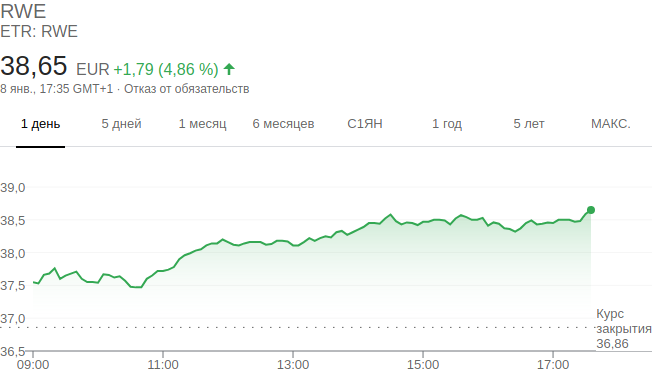 RWE
ETR: RWE
38,65 EUR +1,79 (4,86 %)
8 янв., 17:35 GMT+1 · Отказ от обязательств
1 день 5 дней 1 месяц 6 месяцев С1ЯН 1 год 5 лет МАКС.
39,0
38,5
38,0
37,5
37,0
Курс
закрытия
36,86
36,5
09:00 11:00 13:00 15:00 17:00